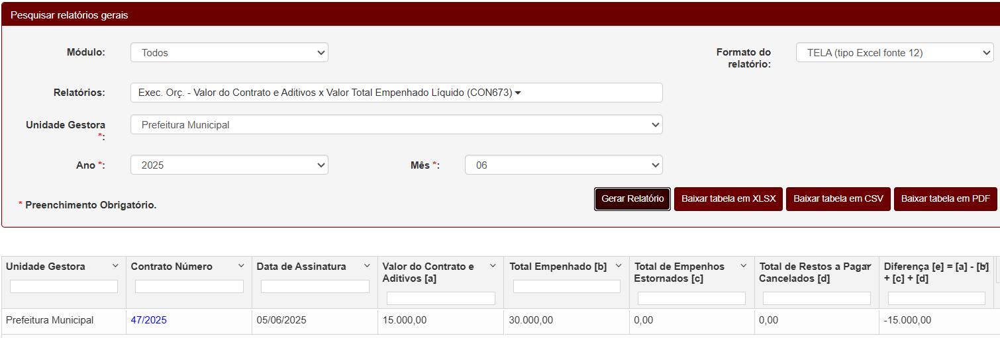 Pesquisar relatórios gerais
Módulo: Todos Formato do relatório: TELA (tipo Excel fonte 12)
Relatórios: Exec. Orç. - Valor do Contrato e Aditivos x Valor Total Empenhado Líquido (CON673)
Unidade Gestora *: Prefeitura Municipal
Ano *: 2025 Mês *: 06
* Preenchimento Obrigatório.
Gerar Relatório Baixar tabela em XLSX Baixar tabela em CSV Baixar tabela em PDF
Unidade Gestora Contrato Número Data de Assinatura Valor do Contrato e Aditivos [a] Total Empenhado [b] Total de Empenhos Estornados [c] Total de Restos a Pagar Cancelados [d] Diferença [e] = [a] - [b] + [c] + [d]
Prefeitura Municipal 47/2025 05/06/2025 15.000,00 30.000,00 0,00 0,00 -15.000,00